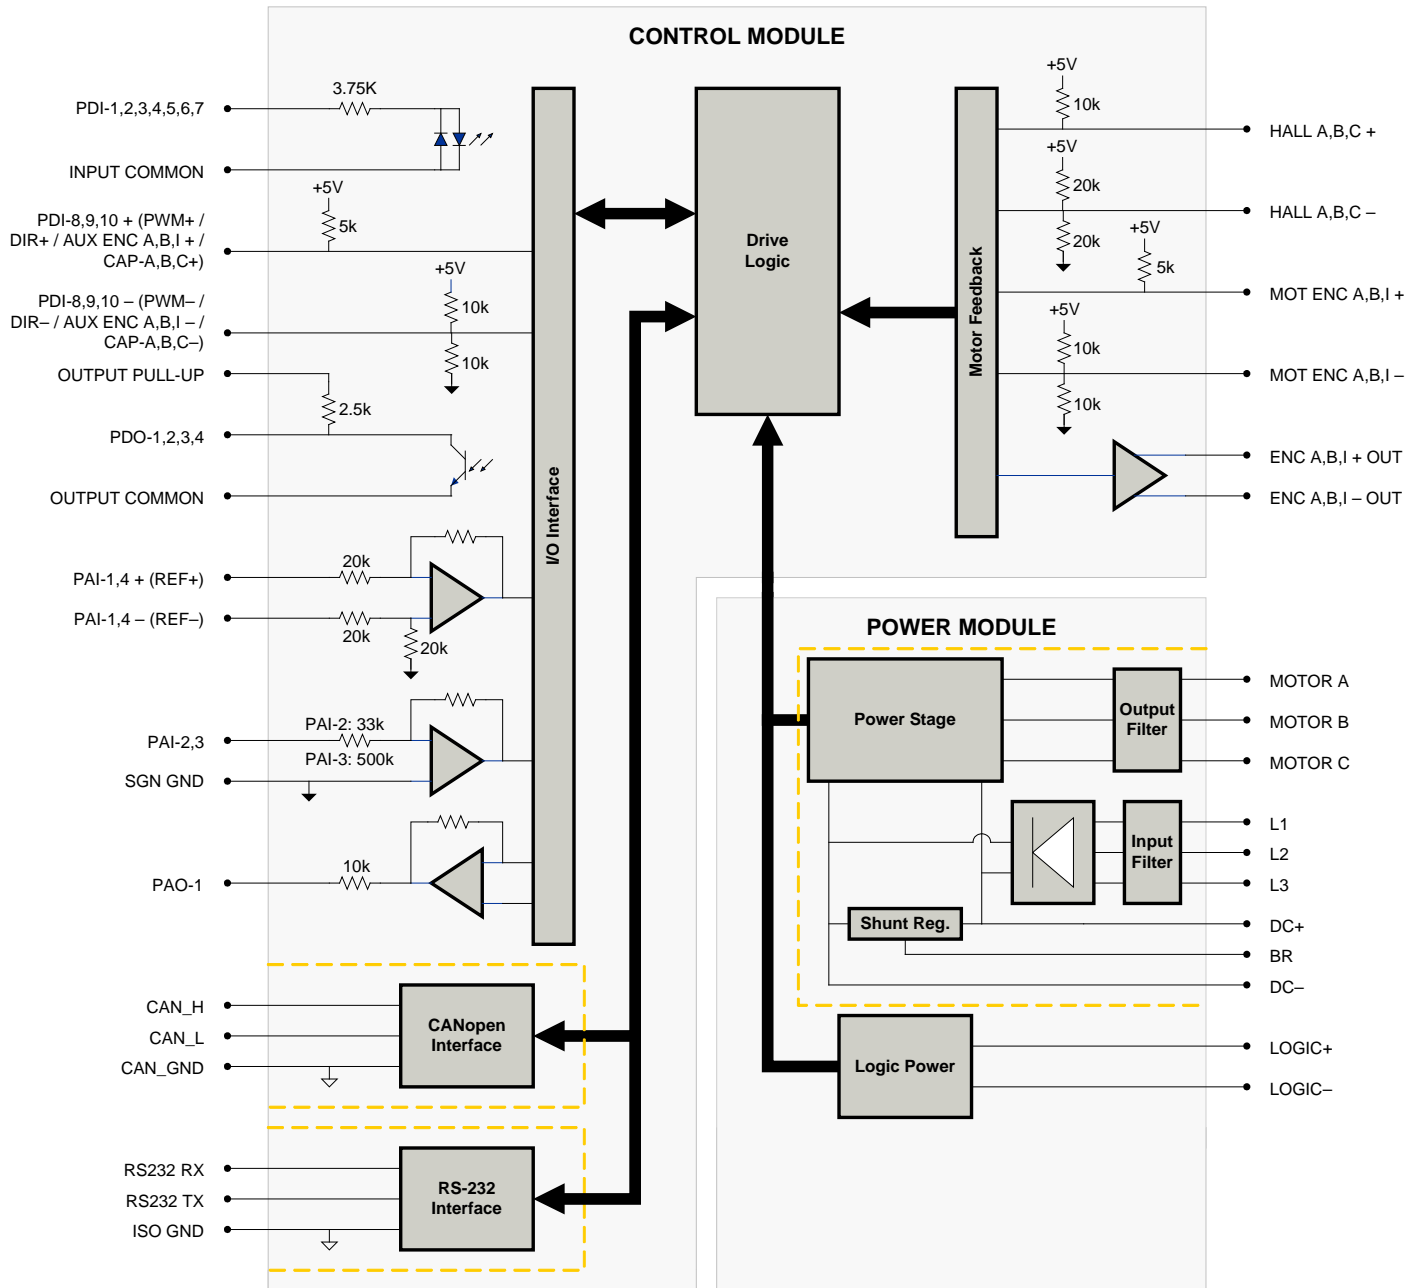 CONTROL MODULE
PDI-1,2,3,4,5,6,7
3.75K
INPUT COMMON
+5V
5k
PDI-8,9,10 + (PWM+ /
DIR+ / AUX ENC A,B,I + /
CAP-A,B,C+)
+5V
10k
10k
PDI-8,9,10 – (PWM– /
DIR– / AUX ENC A,B,I – /
CAP-A,B,C–)
OUTPUT PULL-UP
2.5k
PDO-1,2,3,4
OUTPUT COMMON
PAI-1,4 + (REF+)
20k
PAI-1,4 – (REF–)
20k
20k
PAI-2,3
PAI-2: 33k
PAI-3: 500k
SGN GND
PAO-1
10k
I/O Interface
Drive
Logic
Motor Feedback
+5V
10k
HALL A,B,C +
+5V
20k
20k
HALL A,B,C –
+5V
5k
MOT ENC A,B,I +
+5V
10k
10k
MOT ENC A,B,I –
ENC A,B,I + OUT
ENC A,B,I – OUT
CAN_H
CAN_L
CAN_GND
CANopen
Interface
RS232 RX
RS232 TX
ISO GND
RS-232
Interface
POWER MODULE
Power Stage
Output
Filter
MOTOR A
MOTOR B
MOTOR C
Input
Filter
L1
L2
L3
Shunt Reg.
DC+
BR
DC–
Logic Power
LOGIC+
LOGIC–